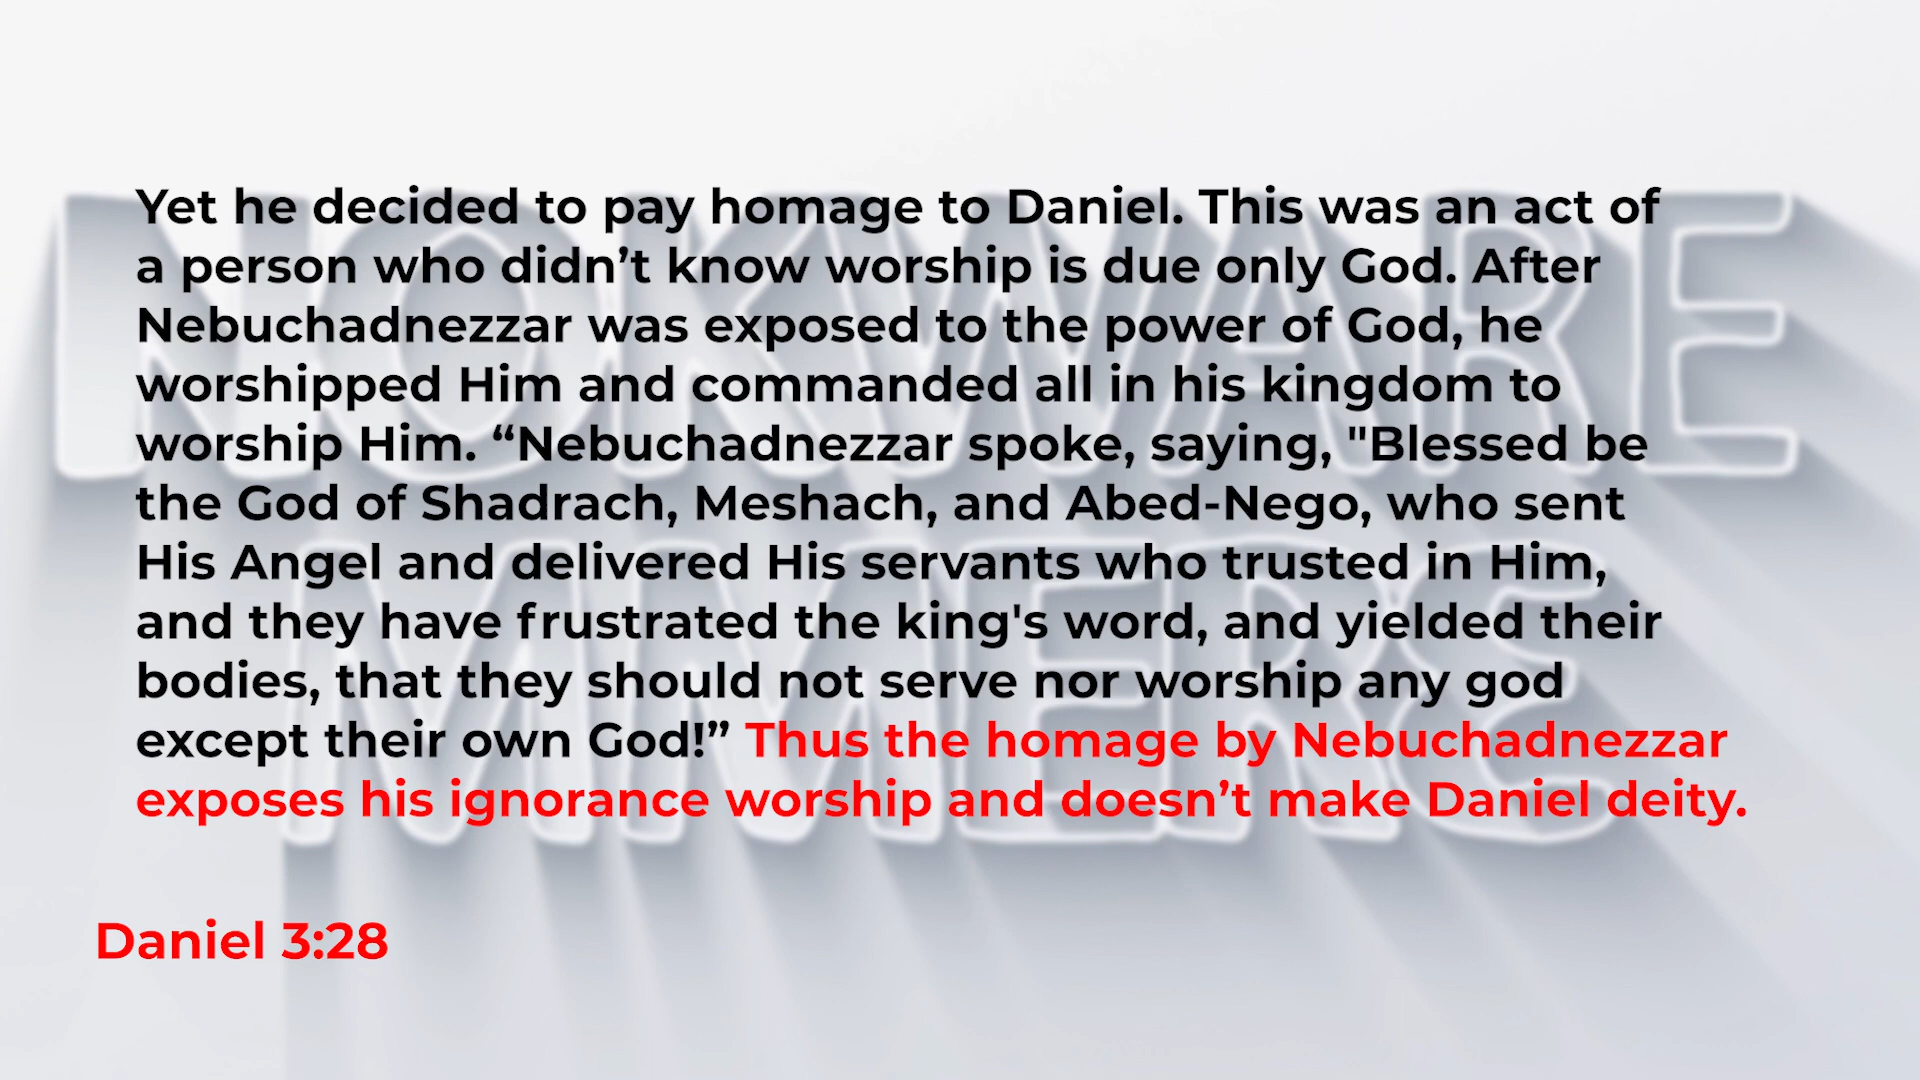 Yet he decided to pay homage to Daniel. This was an act of
a person who didn’t know worship is due only God. After
Nebuchadnezzar was exposed to the power of God, he
worshipped Him and commanded all in his kingdom to
worship Him. “Nebuchadnezzar spoke, saying, "Blessed be
the God of Shadrach, Meshach, and Abed-Nego, who sent
His Angel and delivered His servants who trusted in Him,
and they have frustrated the king's word, and yielded their
bodies, that they should not serve nor worship any god
except their own God!” Thus the homage by Nebuchadnezzar
exposes his ignorance worship and doesn’t make Daniel deity.
Daniel 3:28
NOKWARE
MMERƐ